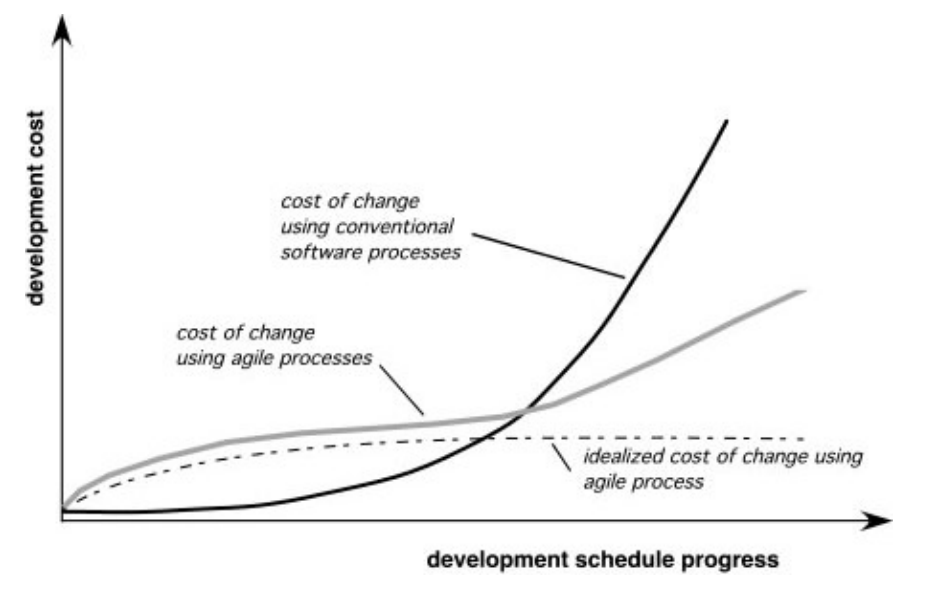 development cost
cost of change
using conventional
software processes
cost of change
using agile processes
idealized cost of change using
agile process
development schedule progress